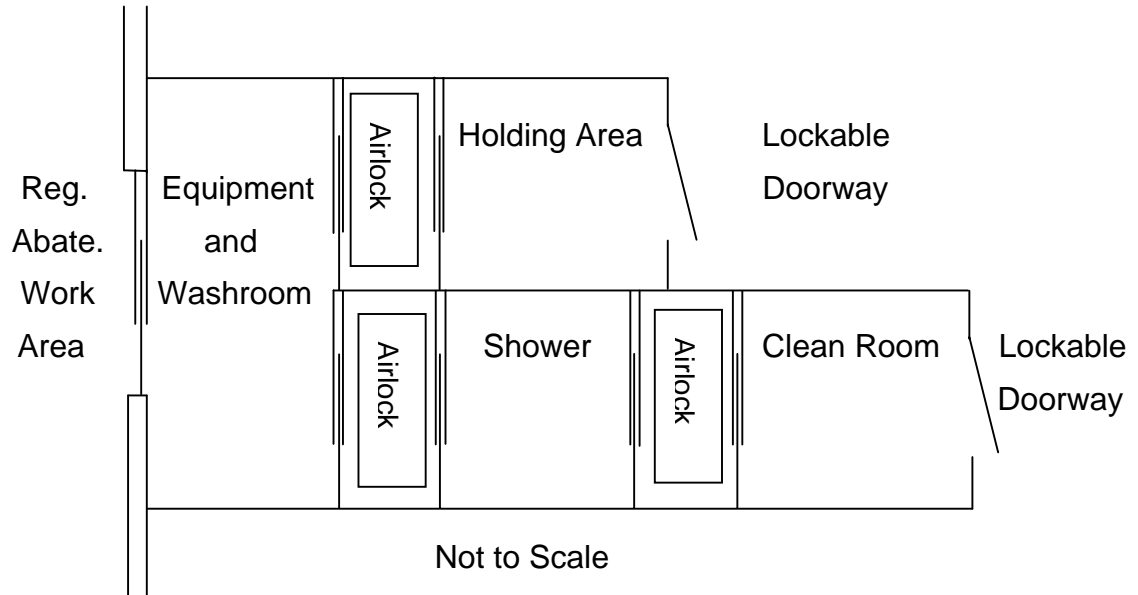 Reg.
Abate.
Work
Area
Equipment
and
Washroom
Airlock
Holding Area
Lockable
Doorway
Airlock
Shower
Airlock
Clean Room
Lockable
Doorway
Not to Scale